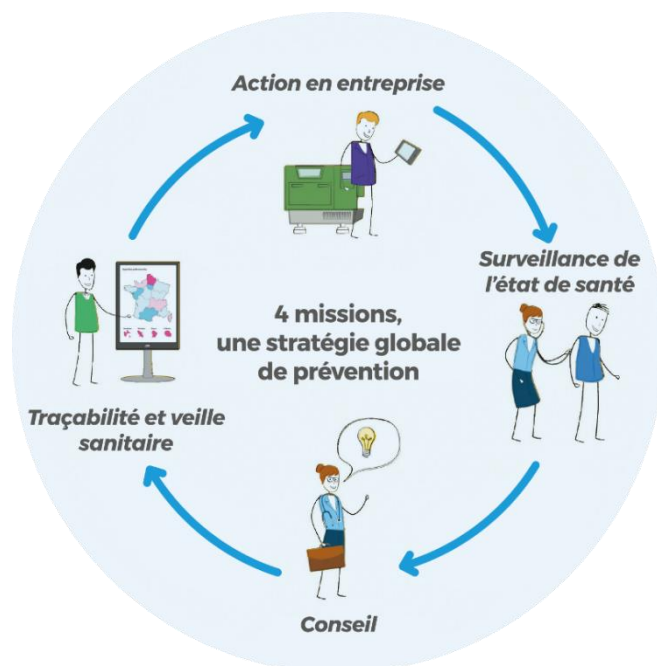 Action en entreprise
Surveillance de
l'état de santé
4 missions,
une stratégie globale
de prévention
Traçabilité et veille
sanitaire
Conseil